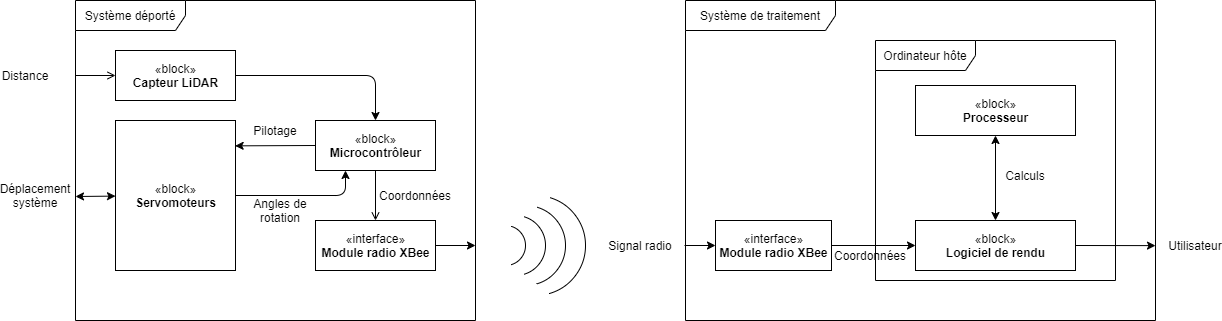 Système déporté
Distance
«block»
Capteur LiDAR
Pilotage
«block»
Microcontrôleur
Déplacement
système
«block»
Servomoteurs
Angles de
rotation
Coordonnées
«interface»
Module radio XBee
Signal radio
Système de traitement
Ordinateur hôte
«block»
Processeur
Calculs
«interface»
Module radio XBee
Coordonnées
«block»
Logiciel de rendu
Utilisateur